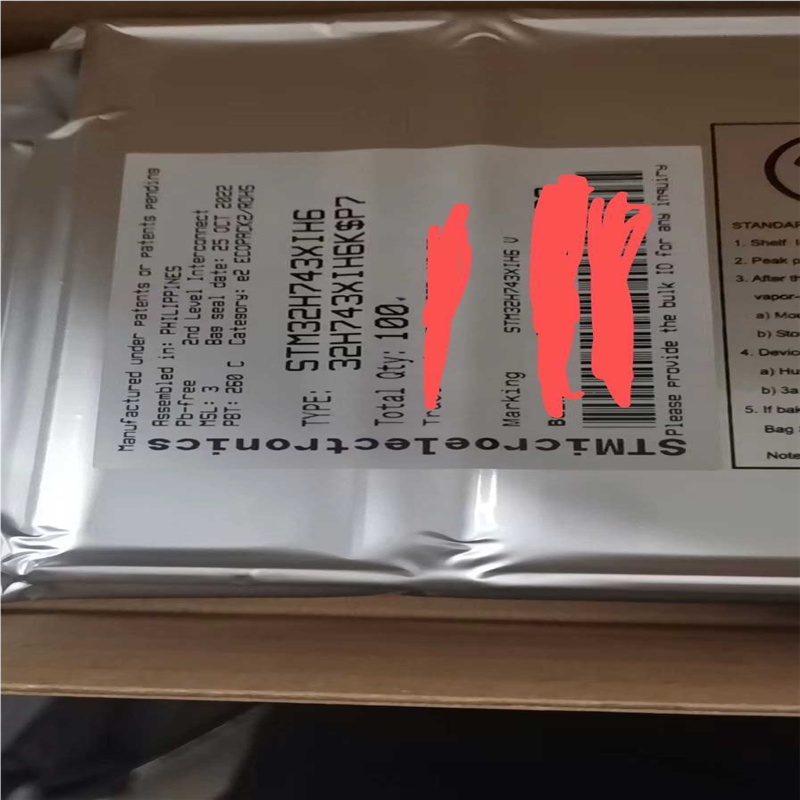 Manufactured under patents or patents pending
Assembled in: PHILIPPINES
Pb-free 2nd Level Interconnect
MSL: 3 Bag seal date: 25 OCT 2022
PBT: 260 C Category: e2 ECOPACK2/ROHS
TYPE: STM32H743XIH6
32H743XIH6K$P7
Total Qty: 100.
Marking STM32H743XIH6 V
Please provide the bulk ID for any inquiry
STMicroelectronics
STANDAR
1. Shelf
2. Peak p
3. After th
vapor-
a) Mou
b) Sto
4. Devic
a) Hu
b) 3a
5. If bak
Bag
Note